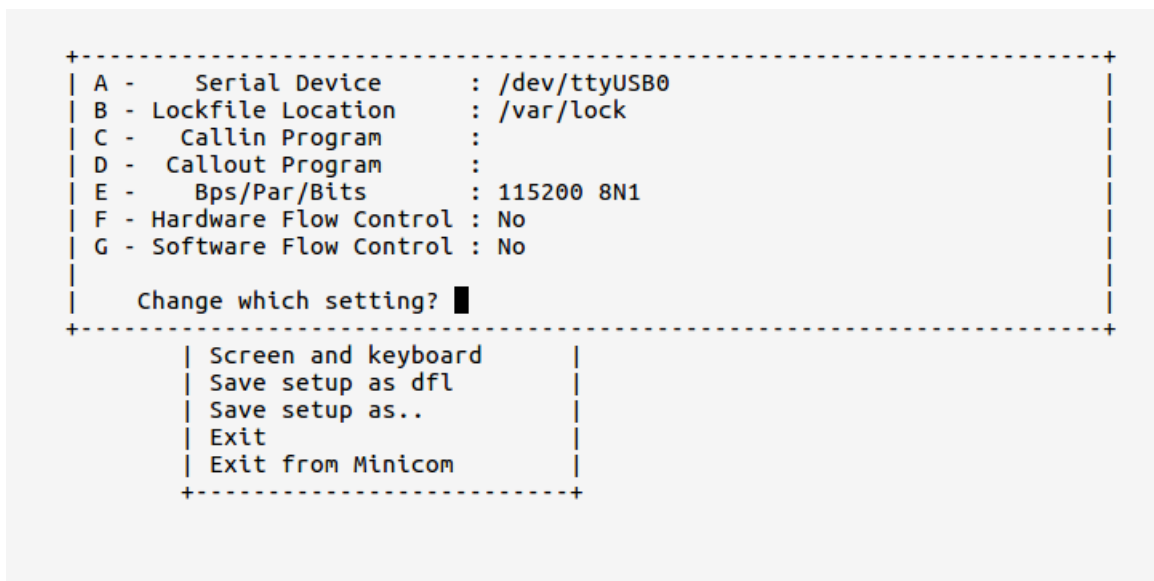 +-----------------------------------------------------------------------+
| A -    Serial Device      : /dev/ttyUSB0                              |
| B - Lockfile Location     : /var/lock                                 |
| C -   Callin Program      :                                           |
| D -  Callout Program      :                                           |
| E -    Bps/Par/Bits       : 115200 8N1                                |
| F - Hardware Flow Control : No                                        |
| G - Software Flow Control : No                                        |
|                                                                       |
|    Change which setting?                                              |
+-----------------------------------------------------------------------+
        | Screen and keyboard      |
        | Save setup as dfl        |
        | Save setup as..          |
        | Exit                     |
        | Exit from Minicom        |
        +--------------------------+